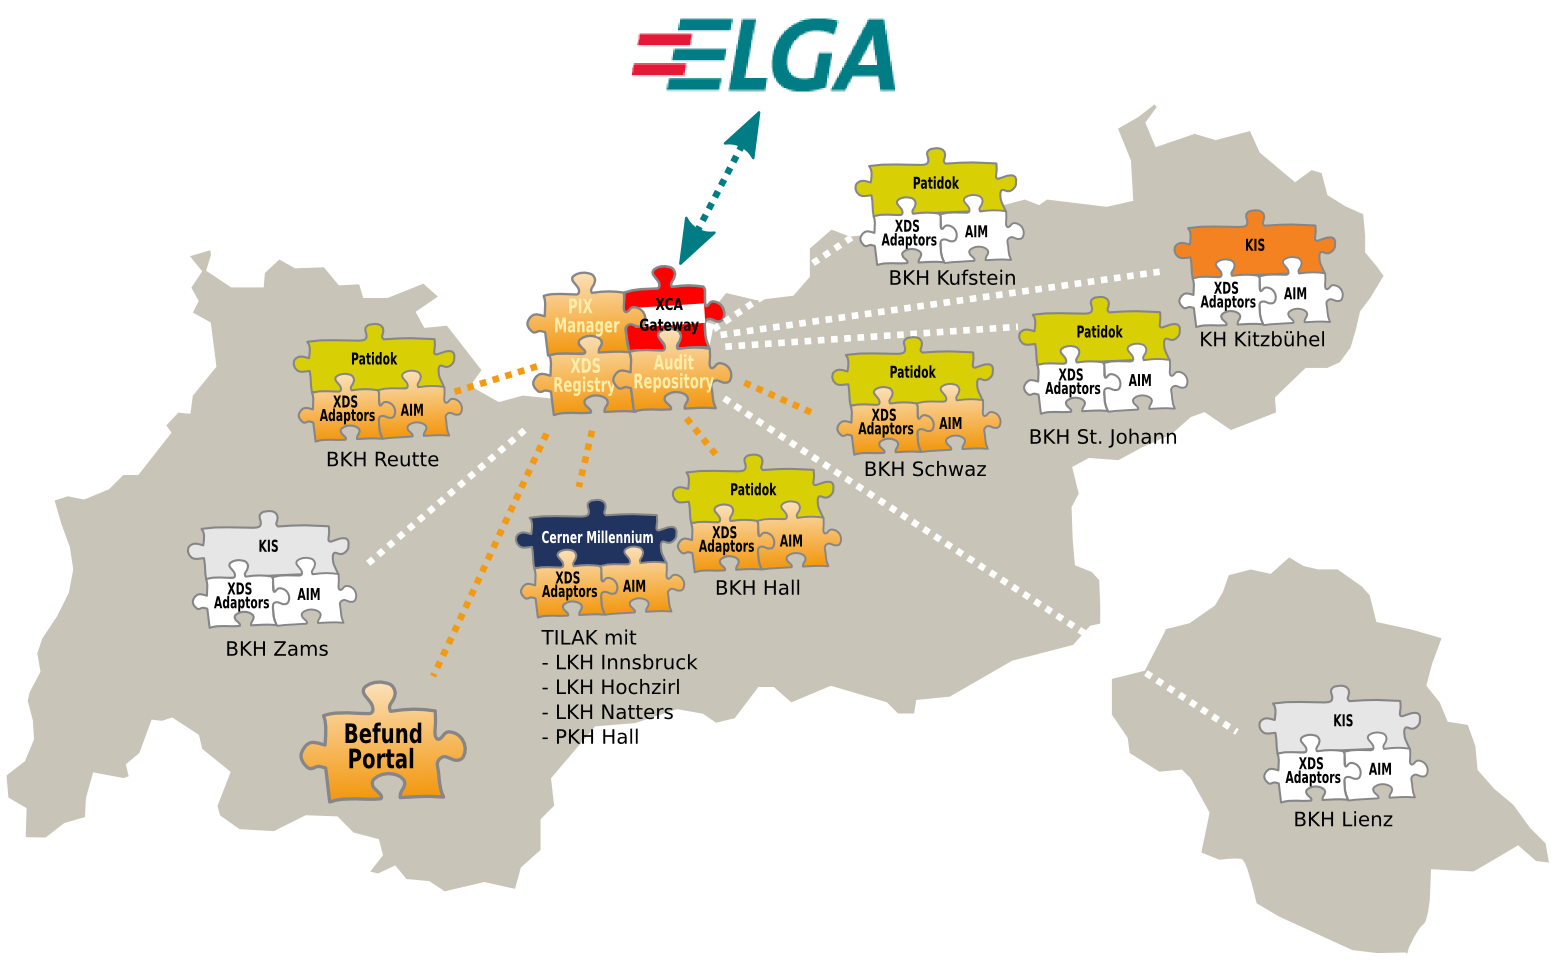 ELGA
Patidok
XDS
Adaptors
AIM
BKH Kufstein
KIS
XDS
Adaptors
AIM
KH Kitzbühel
PIX
Manager
XCA
Gateway
XDS
Registry
Audit
Repository
Patidok
XDS
Adaptors
AIM
BKH Reutte
Patidok
XDS
Adaptors
AIM
BKH St. Johann
Patidok
XDS
Adaptors
AIM
BKH Schwaz
Patidok
XDS
Adaptors
AIM
BKH Hall
KIS
XDS
Adaptors
AIM
BKH Zams
Cerner Millennium
XDS
Adaptors
AIM
TILAK mit
- LKH Innsbruck
- LKH Hochzirl
- LKH Natters
- PKH Hall
Befund
Portal
KIS
XDS
Adaptors
AIM
BKH Lienz